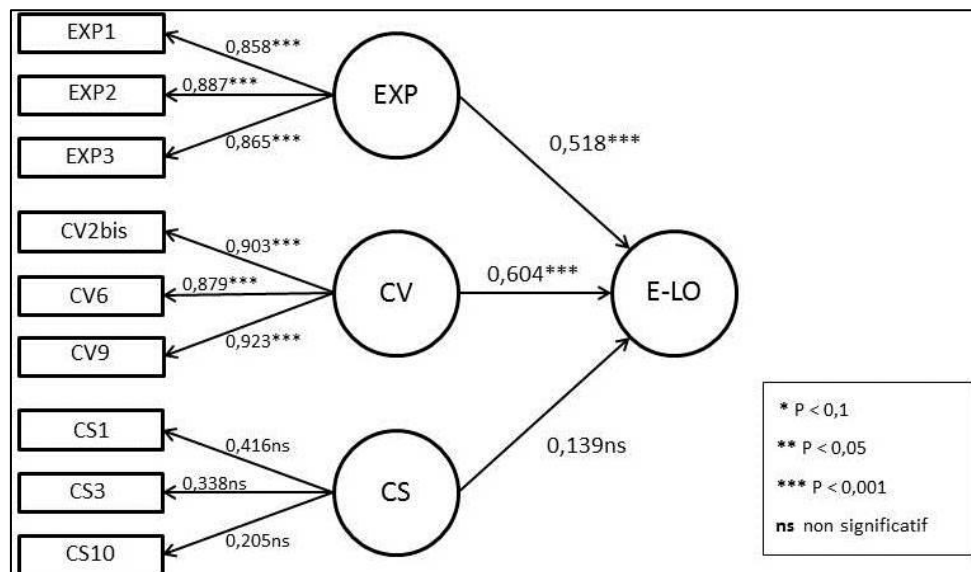 EXP1
0,858***
EXP2
0,887***
EXP
EXP3
0,865***
0,518***
CV2bis
0,903***
CV6
0,879***
CV
0,604***
E-LO
CV9
0,923***
CS1
0,416ns
CS3
0,338ns
CS
0,139ns
CS10
0,205ns
* P < 0,1
** P < 0,05
*** P < 0,001
ns non significatif